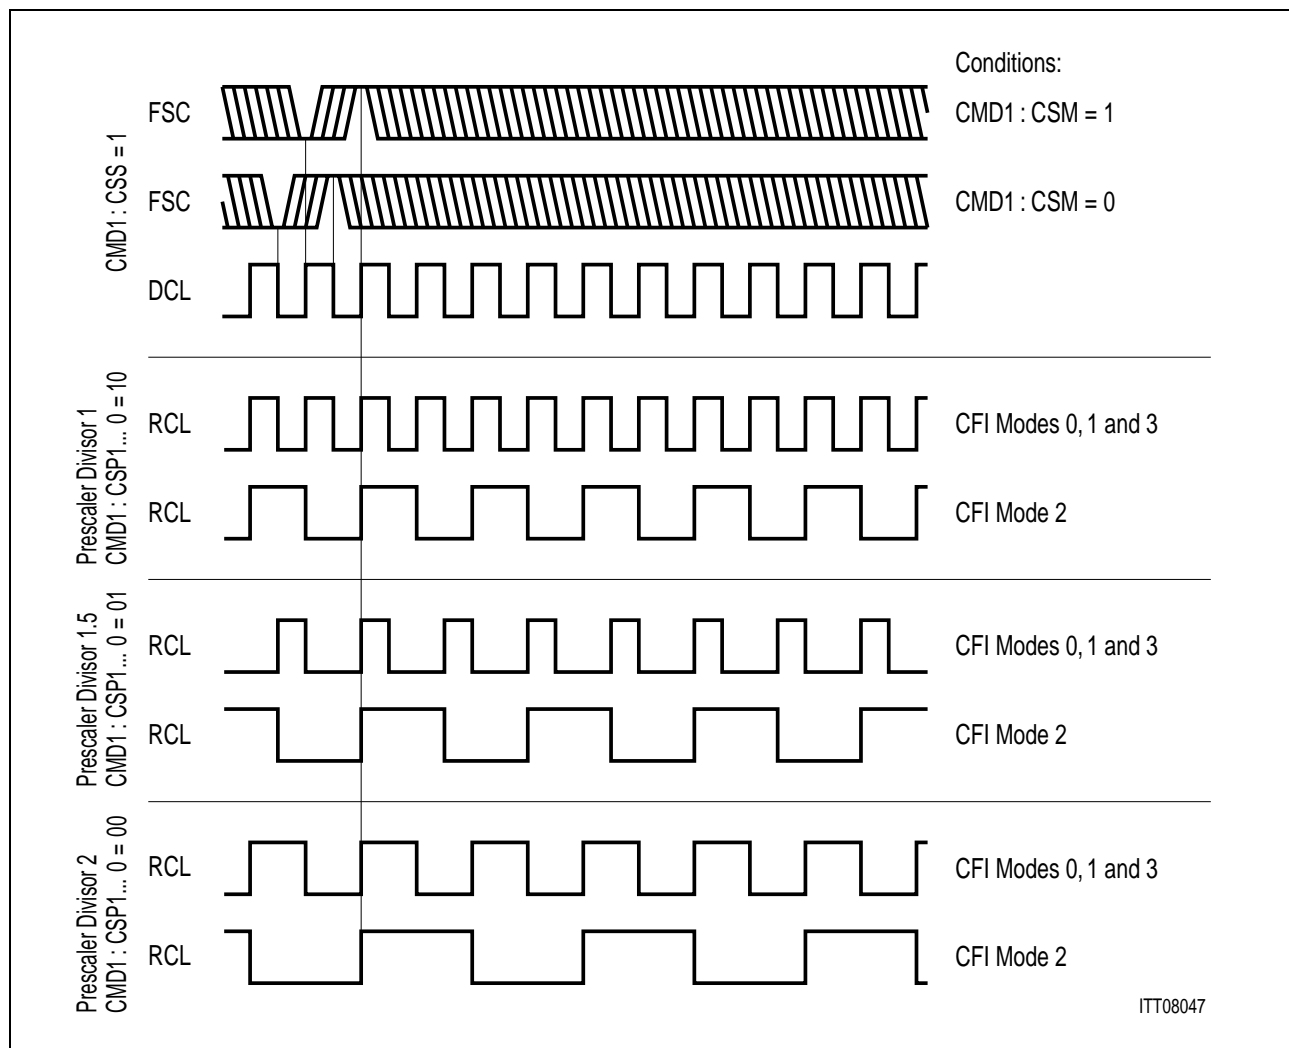 Conditions:
FSC
CMD1 : CSM = 1
CMD1 : CSS = 1
FSC
CMD1 : CSM = 0
DCL
Prescaler Divisor 1
CMD1 : CSP1... 0 = 10
RCL
CFI Modes 0, 1 and 3
RCL
CFI Mode 2
Prescaler Divisor 1.5
CMD1 : CSP1... 0 = 01
RCL
CFI Modes 0, 1 and 3
RCL
CFI Mode 2
Prescaler Divisor 2
CMD1 : CSP1... 0 = 00
RCL
CFI Modes 0, 1 and 3
RCL
CFI Mode 2
ITT08047